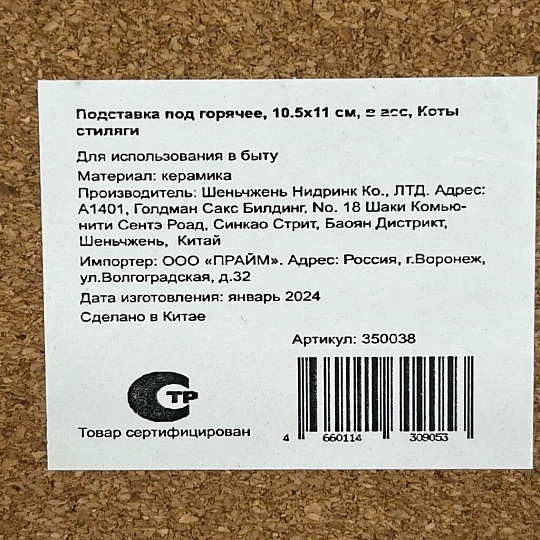 Подставка под горячее, 10.5x11 см, в асс, Коты
стиляги
Для использования в быту
Материал: керамика
Производитель: Шеньчжень Нидринк Ко., ЛТД. Адрес:
А1401, Голдман Сакс Билдинг, No. 18 Шаки Комью-
нити Сентэ Роад, Синкао Стрит, Баоян Дистрикт,
Шеньчжень, Китай
Импортер: ООО «ПРАЙМ». Адрес: Россия, г.Воронеж,
ул.Волгоградская, д.32
Дата изготовления: январь 2024
Сделано в Китае
Артикул: 350038
СТР
Товар сертифицирован
4 660114 309053